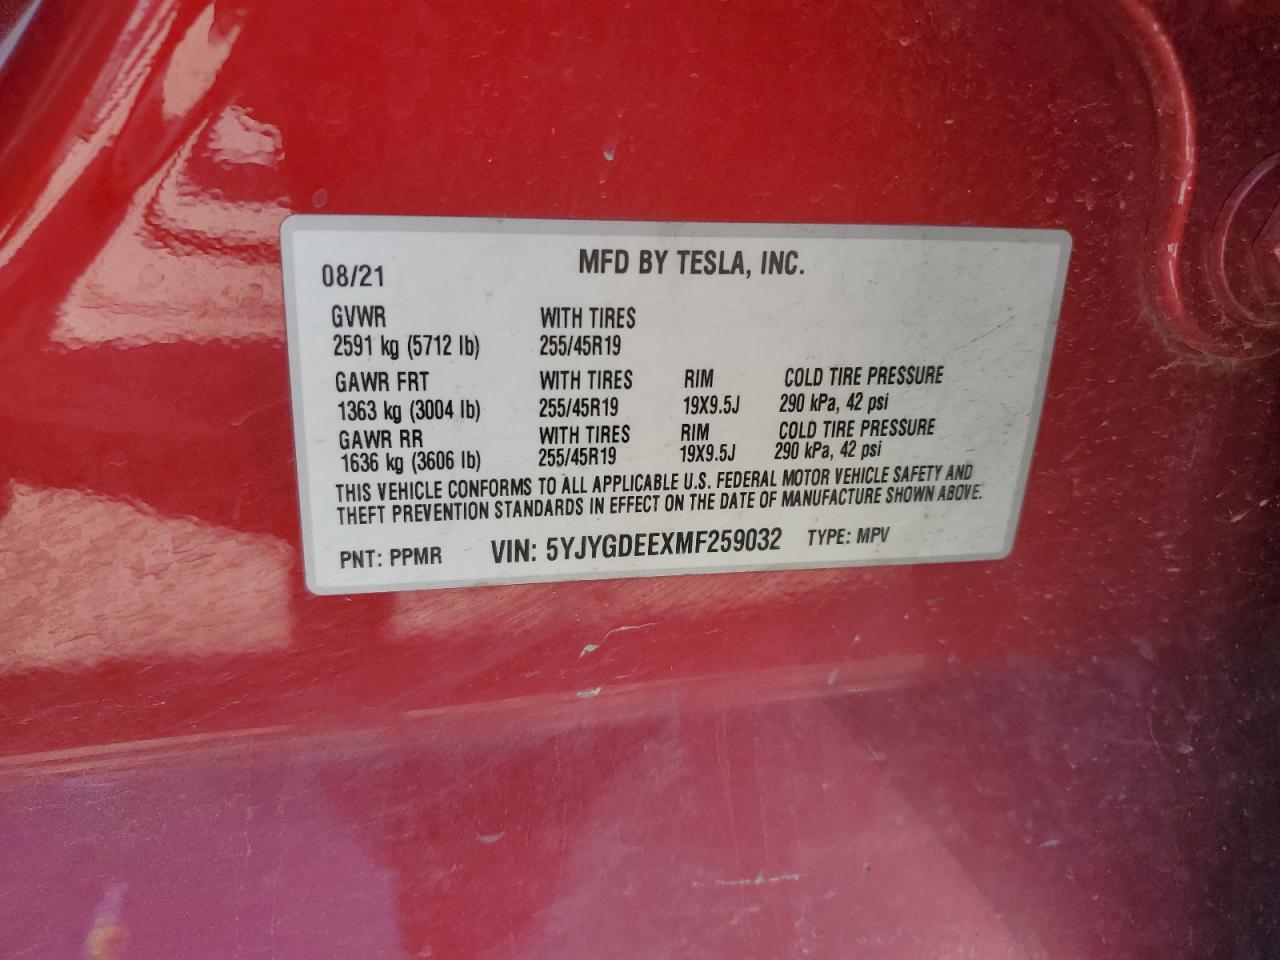 MFD BY TESLA, INC.
08/21
GVWR WITH TIRES
2591 kg (5712 lb) 255/45R19
GAWR FRT WITH TIRES RIM COLD TIRE PRESSURE
1363 kg (3004 lb) 255/45R19 19X9.5J 290 kPa, 42 psi
GAWR RR WITH TIRES RIM COLD TIRE PRESSURE
1636 kg (3606 lb) 255/45R19 19X9.5J 290 kPa, 42 psi
THIS VEHICLE CONFORMS TO ALL APPLICABLE U.S. FEDERAL MOTOR VEHICLE SAFETY AND
THEFT PREVENTION STANDARDS IN EFFECT ON THE DATE OF MANUFACTURE SHOWN ABOVE.
PNT: PPMR VIN: 5YJYGDEEXMF259032 TYPE: MPV